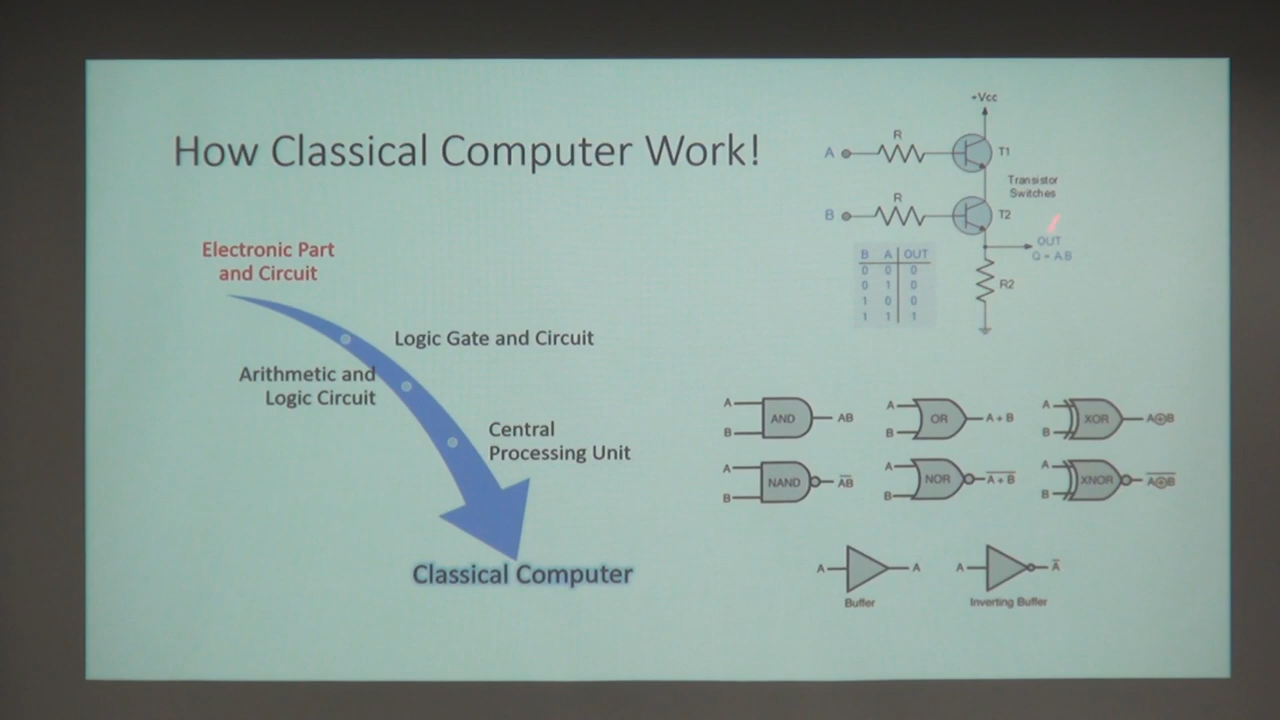 How Classical Computer Work!
Electronic Part
and Circuit
Logic Gate and Circuit
Arithmetic and
Logic Circuit
Central
Processing Unit
Classical Computer
+Vcc
A R T1
Transistor
Switches
B R T2
OUT
Q = A.B
R2
B A OUT
0 0 0
0 1 0
1 0 0
1 1 1
A B AND AB
A B OR A + B
A B XOR A⊕B
A B NAND A̅B̅
A B NOR A̅ ̅+̅ ̅B̅
A B XNOR A̅⊕̅B̅
A A
Buffer
A A̅
Inverting Buffer